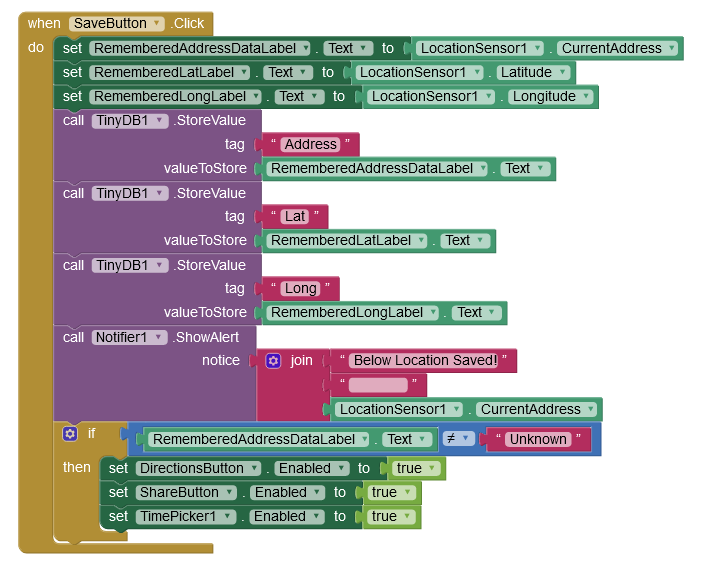 when SaveButton .Click
do set RememberedAddressDataLabel . Text to LocationSensor1 . CurrentAddress
set RememberedLatLabel . Text to LocationSensor1 . Latitude
set RememberedLongLabel . Text to LocationSensor1 . Longitude
call TinyDB1 .StoreValue
tag “ Address ”
valueToStore RememberedAddressDataLabel . Text
call TinyDB1 .StoreValue
tag “ Lat ”
valueToStore RememberedLatLabel . Text
call TinyDB1 .StoreValue
tag “ Long ”
valueToStore RememberedLongLabel . Text
call Notifier1 .ShowAlert
notice join “ Below Location Saved! ”
“ ”
LocationSensor1 . CurrentAddress
if RememberedAddressDataLabel . Text ≠ “ Unknown ”
then set DirectionsButton . Enabled to true
set ShareButton . Enabled to true
set TimePicker1 . Enabled to true